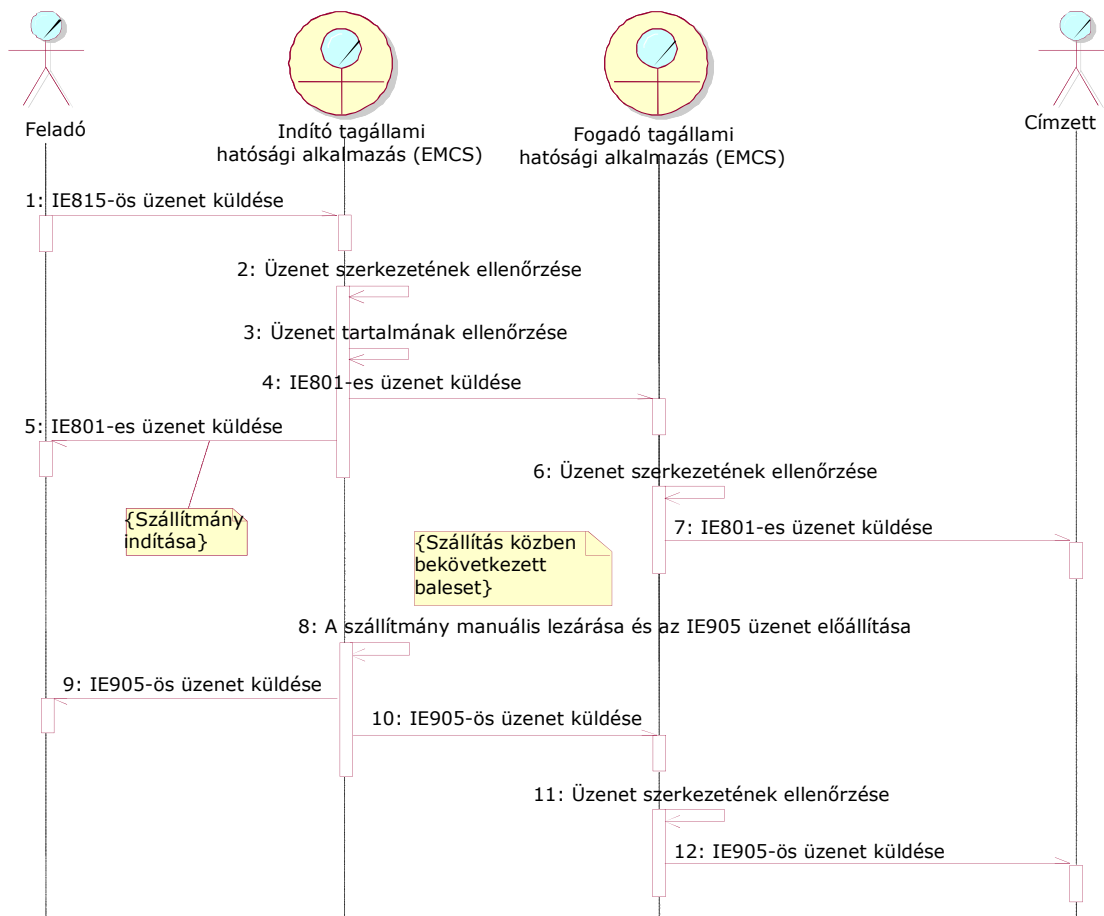 Feladó
Indító tagállami
hatósági alkalmazás (EMCS)
Fogadó tagállami
hatósági alkalmazás (EMCS)
Címzett
1: IE815-ös üzenet küldése
2: Üzenet szerkezetének ellenőrzése
3: Üzenet tartalmának ellenőrzése
4: IE801-es üzenet küldése
5: IE801-es üzenet küldése
6: Üzenet szerkezetének ellenőrzése
{Szállítmány
indítása}
7: IE801-es üzenet küldése
{Szállítás közben
bekövetkezett
baleset}
8: A szállítmány manuális lezárása és az IE905 üzenet előállítása
9: IE905-ös üzenet küldése
10: IE905-ös üzenet küldése
11: Üzenet szerkezetének ellenőrzése
12: IE905-ös üzenet küldése